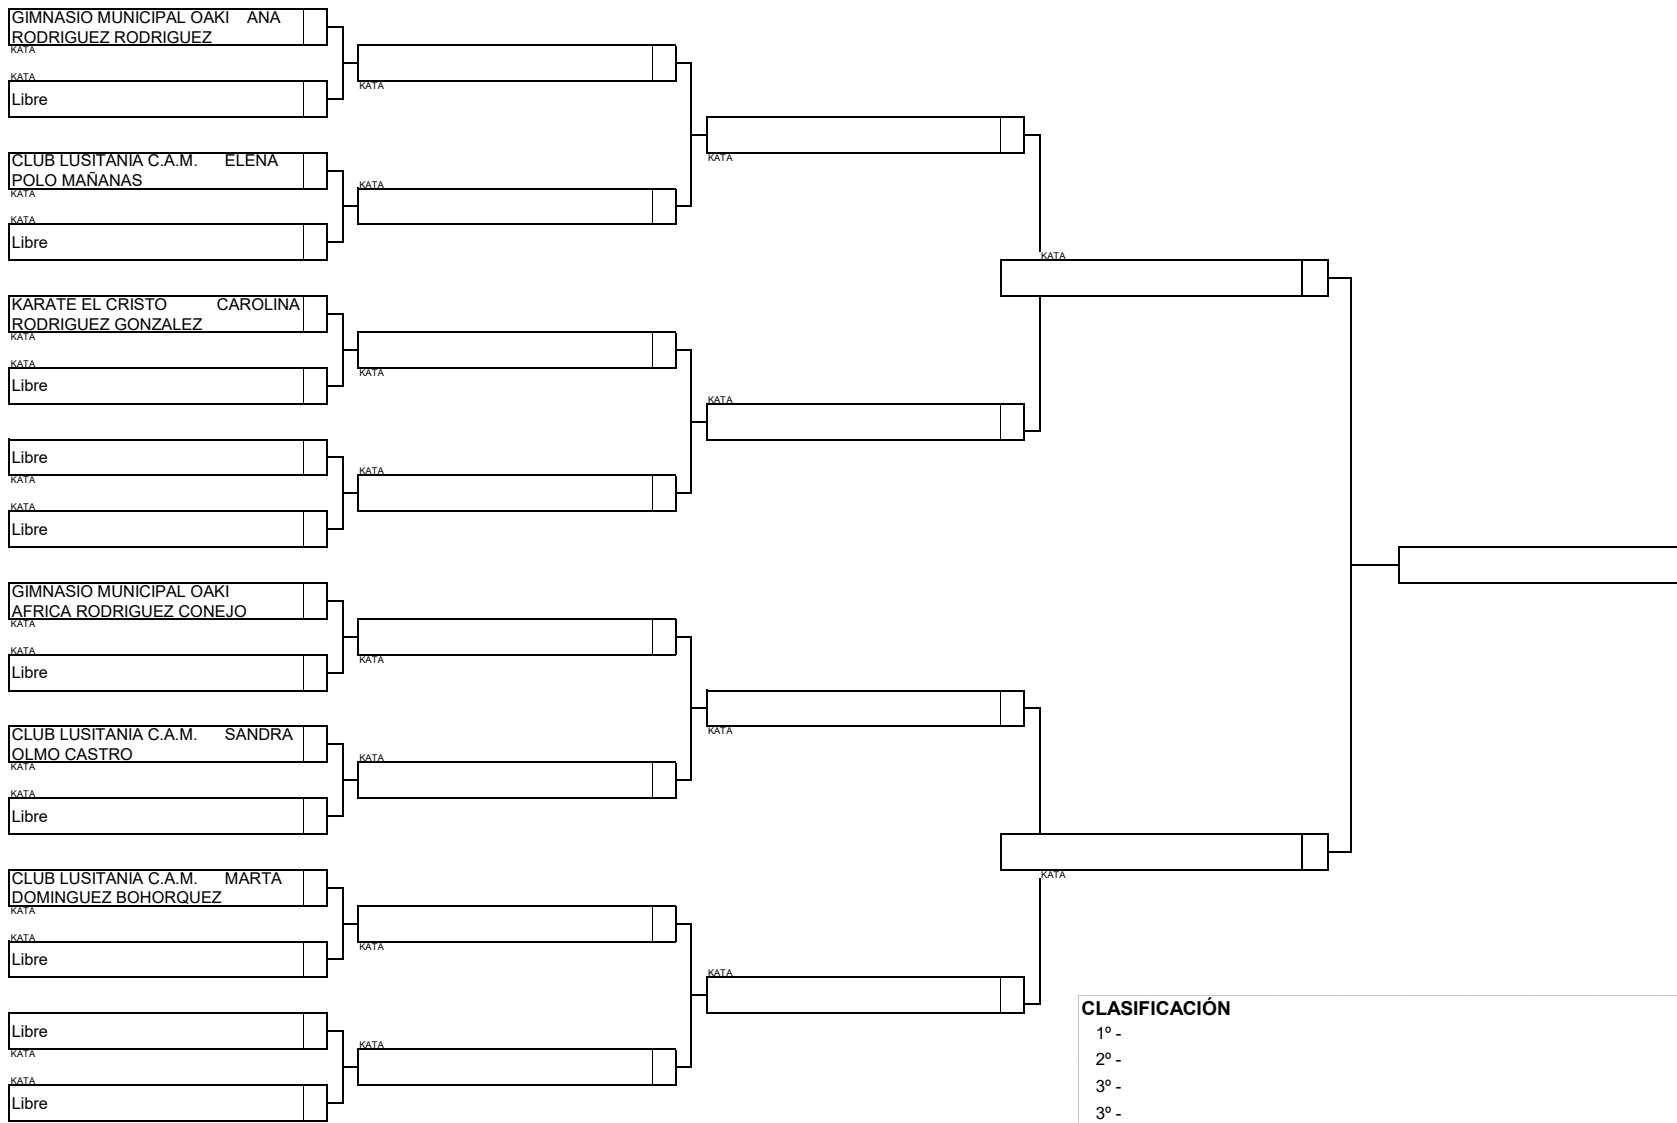 GIMNASIO MUNICIPAL OAKI ANA
RODRIGUEZ RODRIGUEZ
KATA
KATA
Libre
CLUB LUSITANIA C.A.M. ELENA
POLO MAÑANAS
KATA
KATA
Libre
KARATE EL CRISTO CAROLINA
RODRIGUEZ GONZALEZ
KATA
KATA
Libre
Libre
KATA
KATA
Libre
GIMNASIO MUNICIPAL OAKI
AFRICA RODRIGUEZ CONEJO
KATA
KATA
Libre
CLUB LUSITANIA C.A.M. SANDRA
OLMO CASTRO
KATA
KATA
Libre
CLUB LUSITANIA C.A.M. MARTA
DOMINGUEZ BOHORQUEZ
KATA
KATA
Libre
Libre
KATA
KATA
Libre
KATA
KATA
KATA
KATA
KATA
KATA
KATA
KATA
KATA
KATA
KATA
KATA
KATA
KATA
CLASIFICACIÓN
1º -
2º -
3º -
3º -